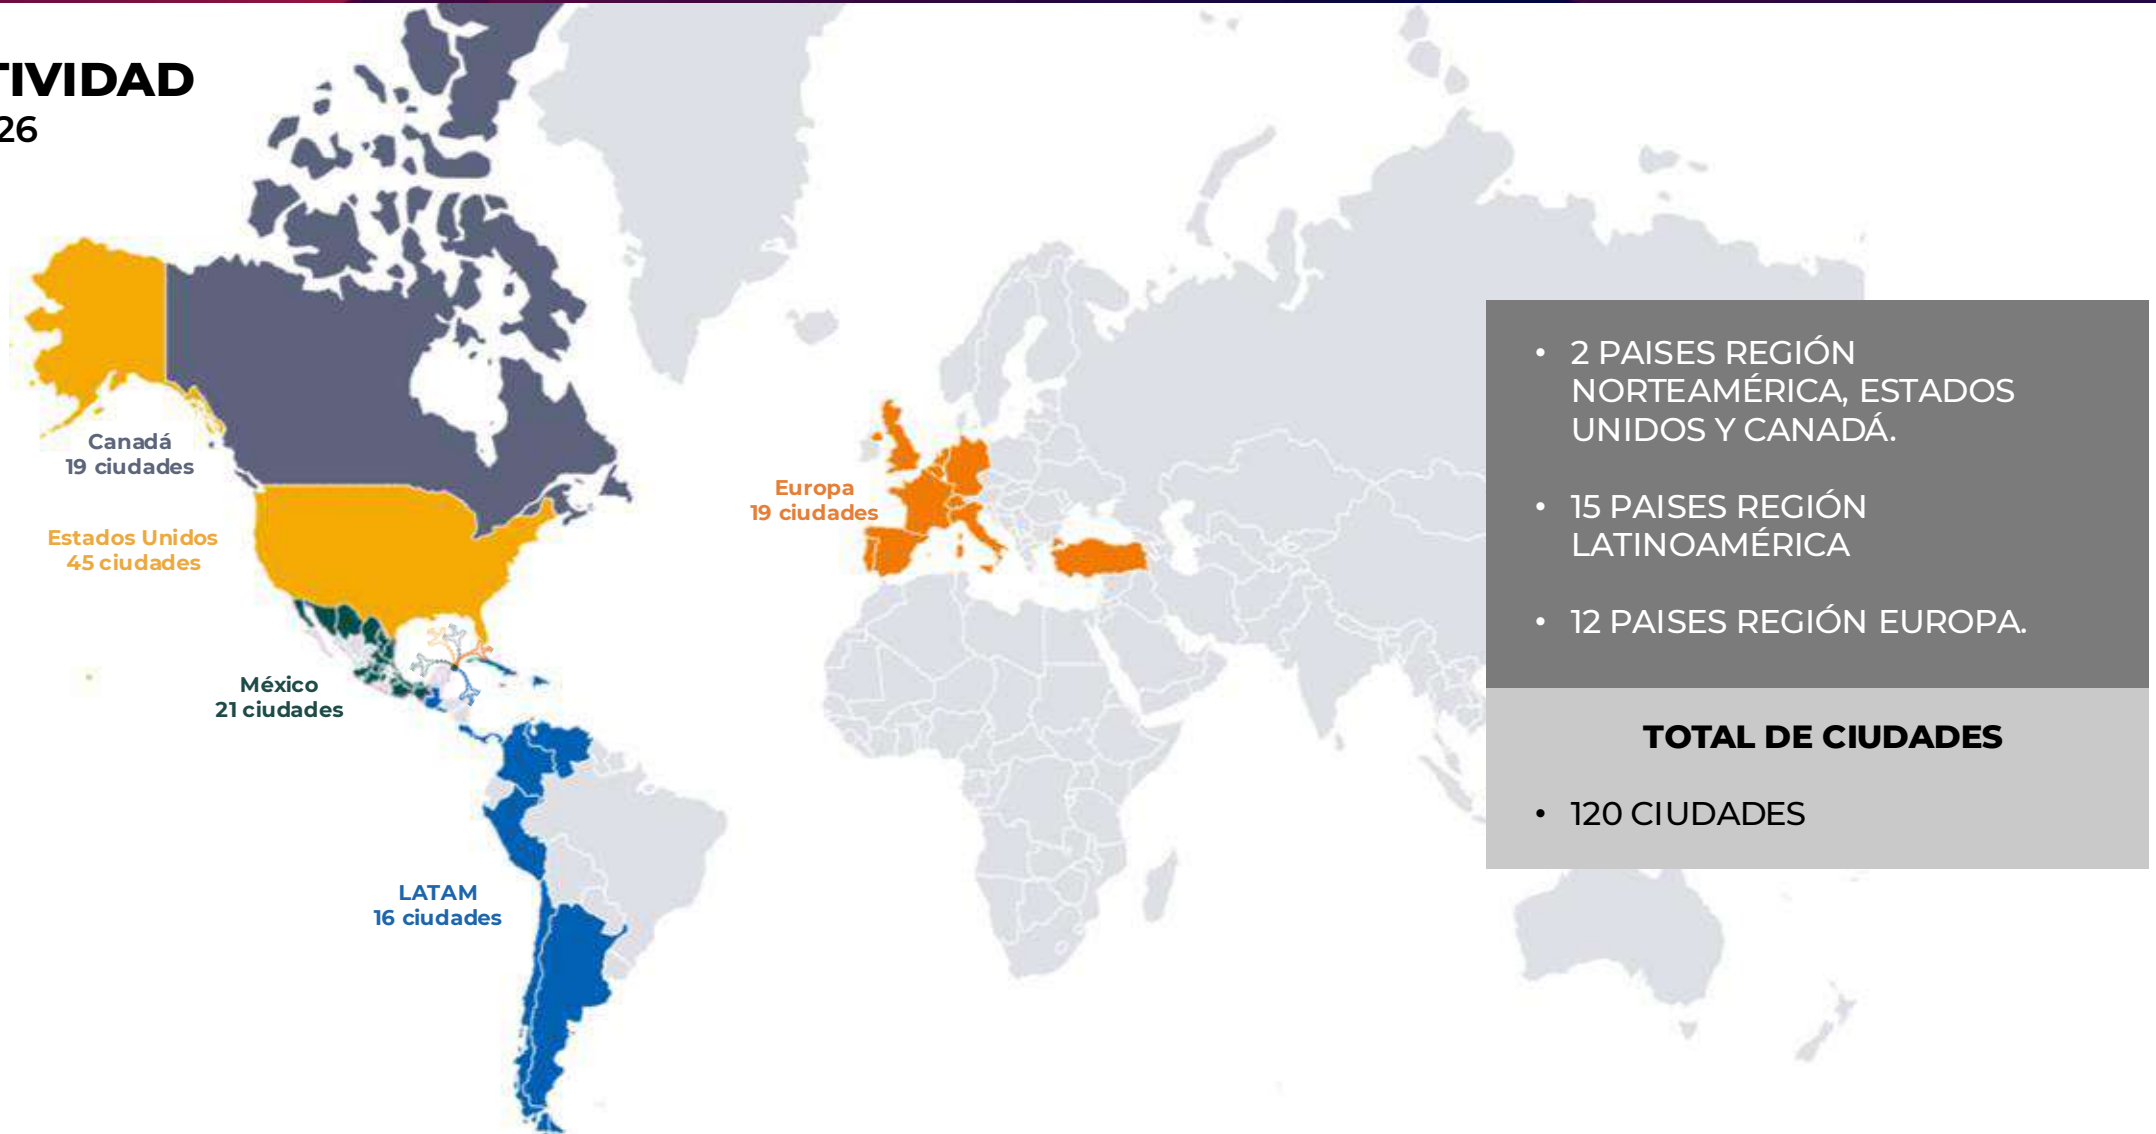 TIVIDAD
26
Canadá
19 ciudades
Estados Unidos
45 ciudades
México
21 ciudades
LATAM
16 ciudades
Europa
19 ciudades
• 2 PAISES REGIÓN
NORTEAMÉRICA, ESTADOS
UNIDOS Y CANADÁ.
• 15 PAISES REGIÓN
LATINOAMÉRICA
• 12 PAISES REGIÓN EUROPA.
TOTAL DE CIUDADES
• 120 CIUDADES